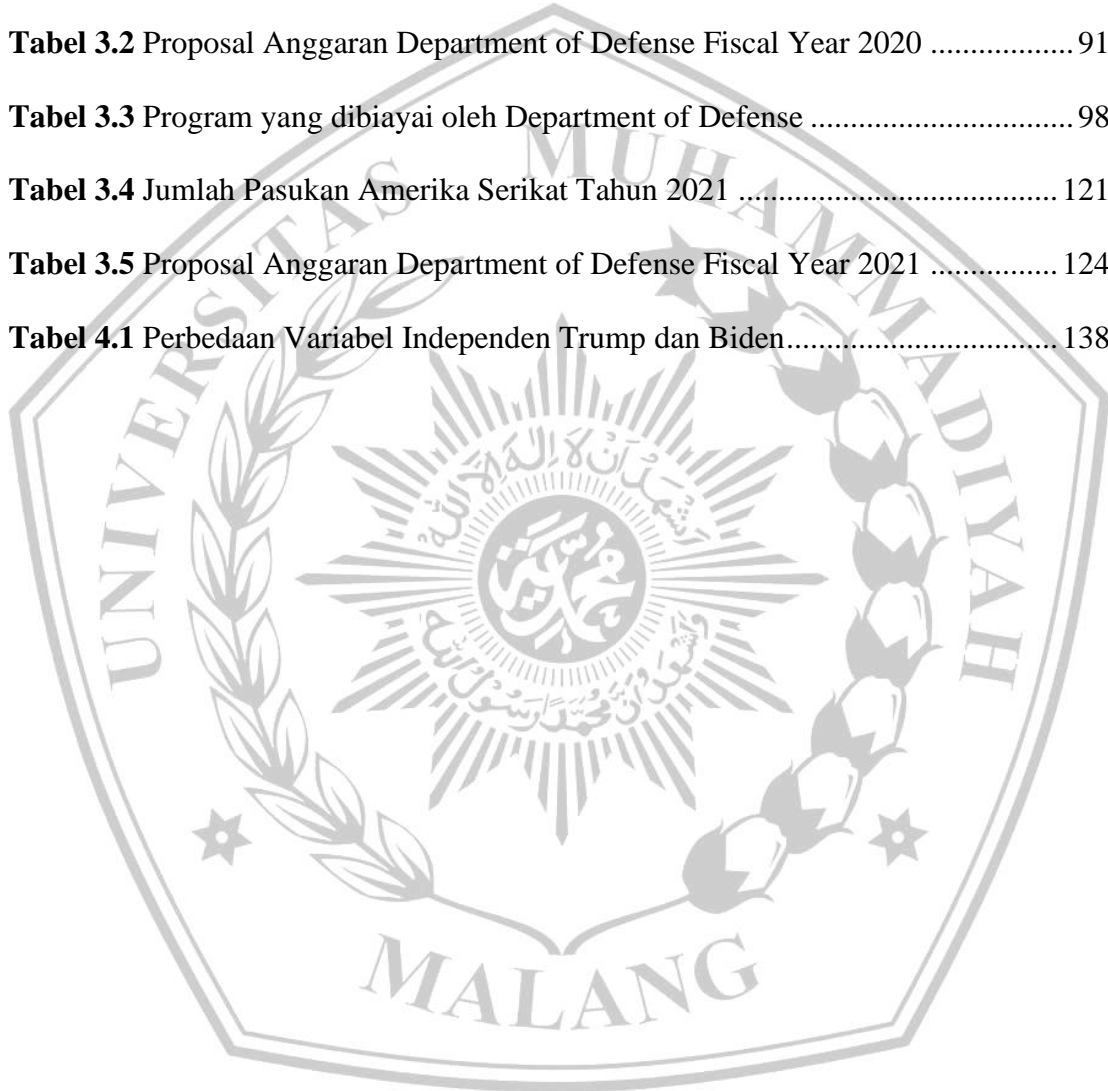 Tabel 3.2 Proposal Anggaran Department of Defense Fiscal Year 2020 ................. 91
Tabel 3.3 Program yang dibiayai oleh Department of Defense ............................... 98
Tabel 3.4 Jumlah Pasukan Amerika Serikat Tahun 2021 ...................................... 121
Tabel 3.5 Proposal Anggaran Department of Defense Fiscal Year 2021 ............... 124
Tabel 4.1 Perbedaan Variabel Independen Trump dan Biden................................ 138
UNIVERSITAS MUHAMMADIYAH
MALANG